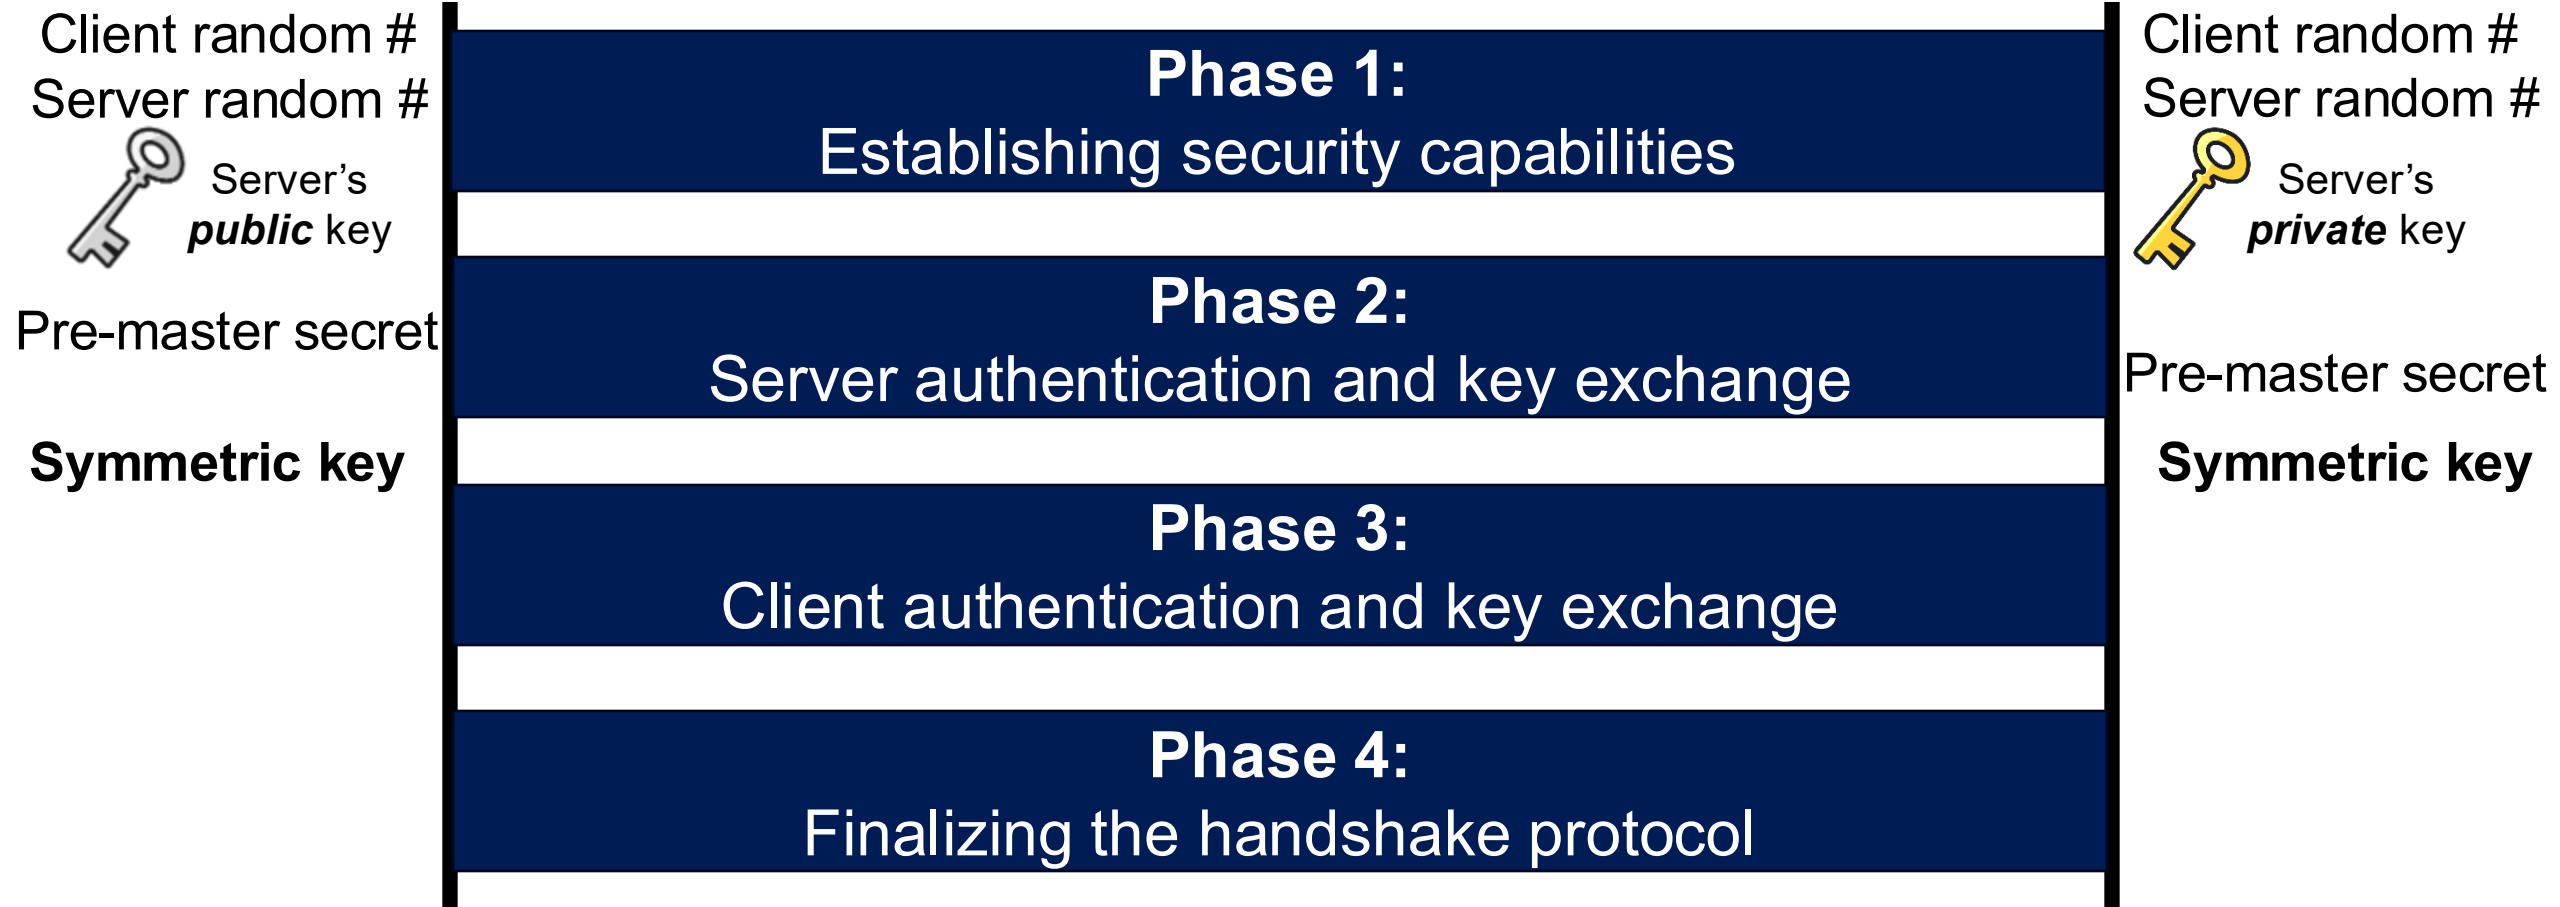 Client random #
Server random #
Server’s
public key
Pre-master secret
Symmetric key
Phase 1:
Establishing security capabilities
Phase 2:
Server authentication and key exchange
Phase 3:
Client authentication and key exchange
Phase 4:
Finalizing the handshake protocol
Client random #
Server random #
Server’s
private key
Pre-master secret
Symmetric key